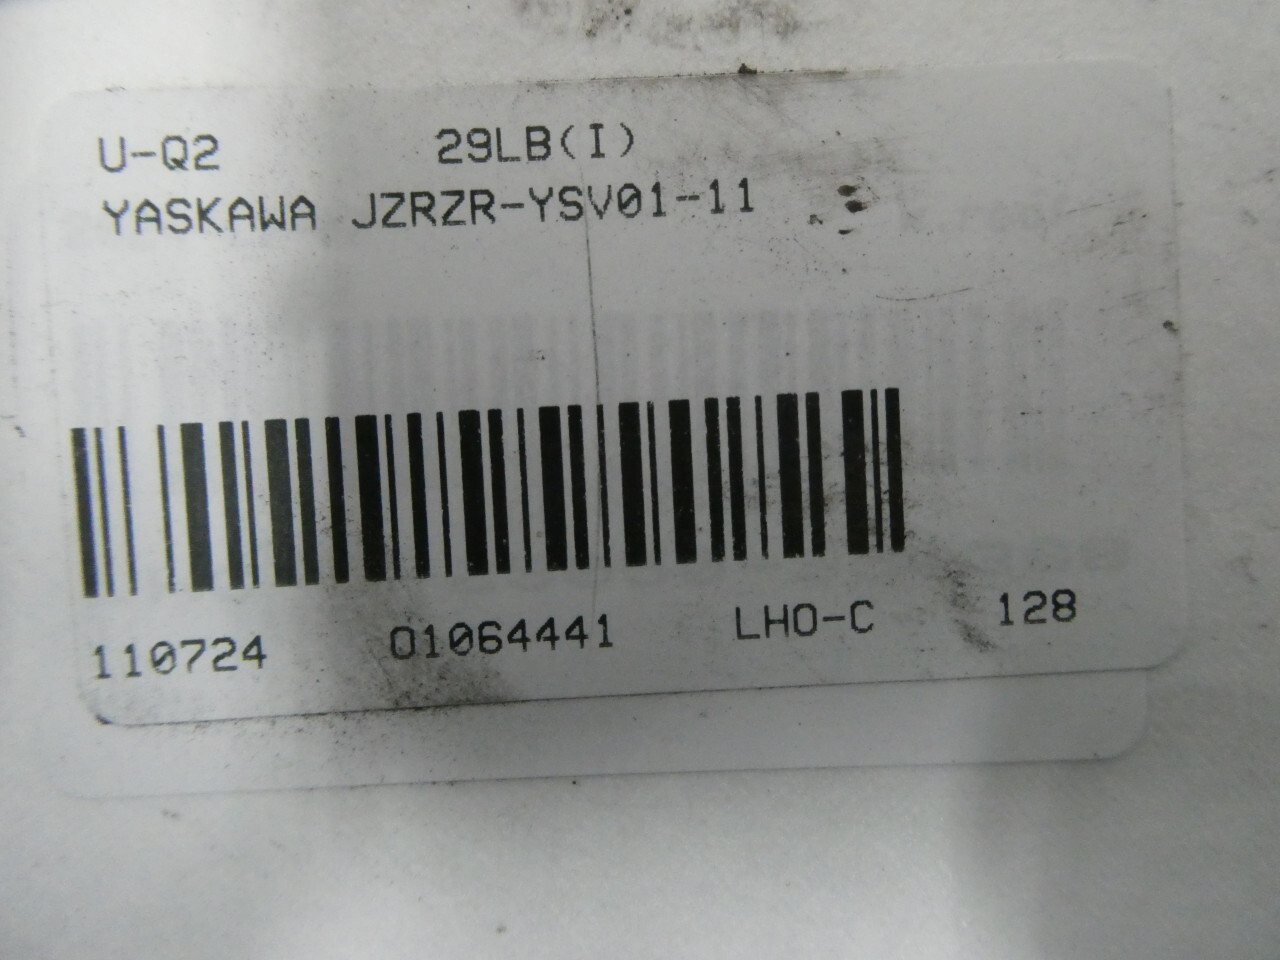 U-Q2 29LB(I)
YASKAWA JZRZR-YSV01-11
110724 01064441 LHO-C 128